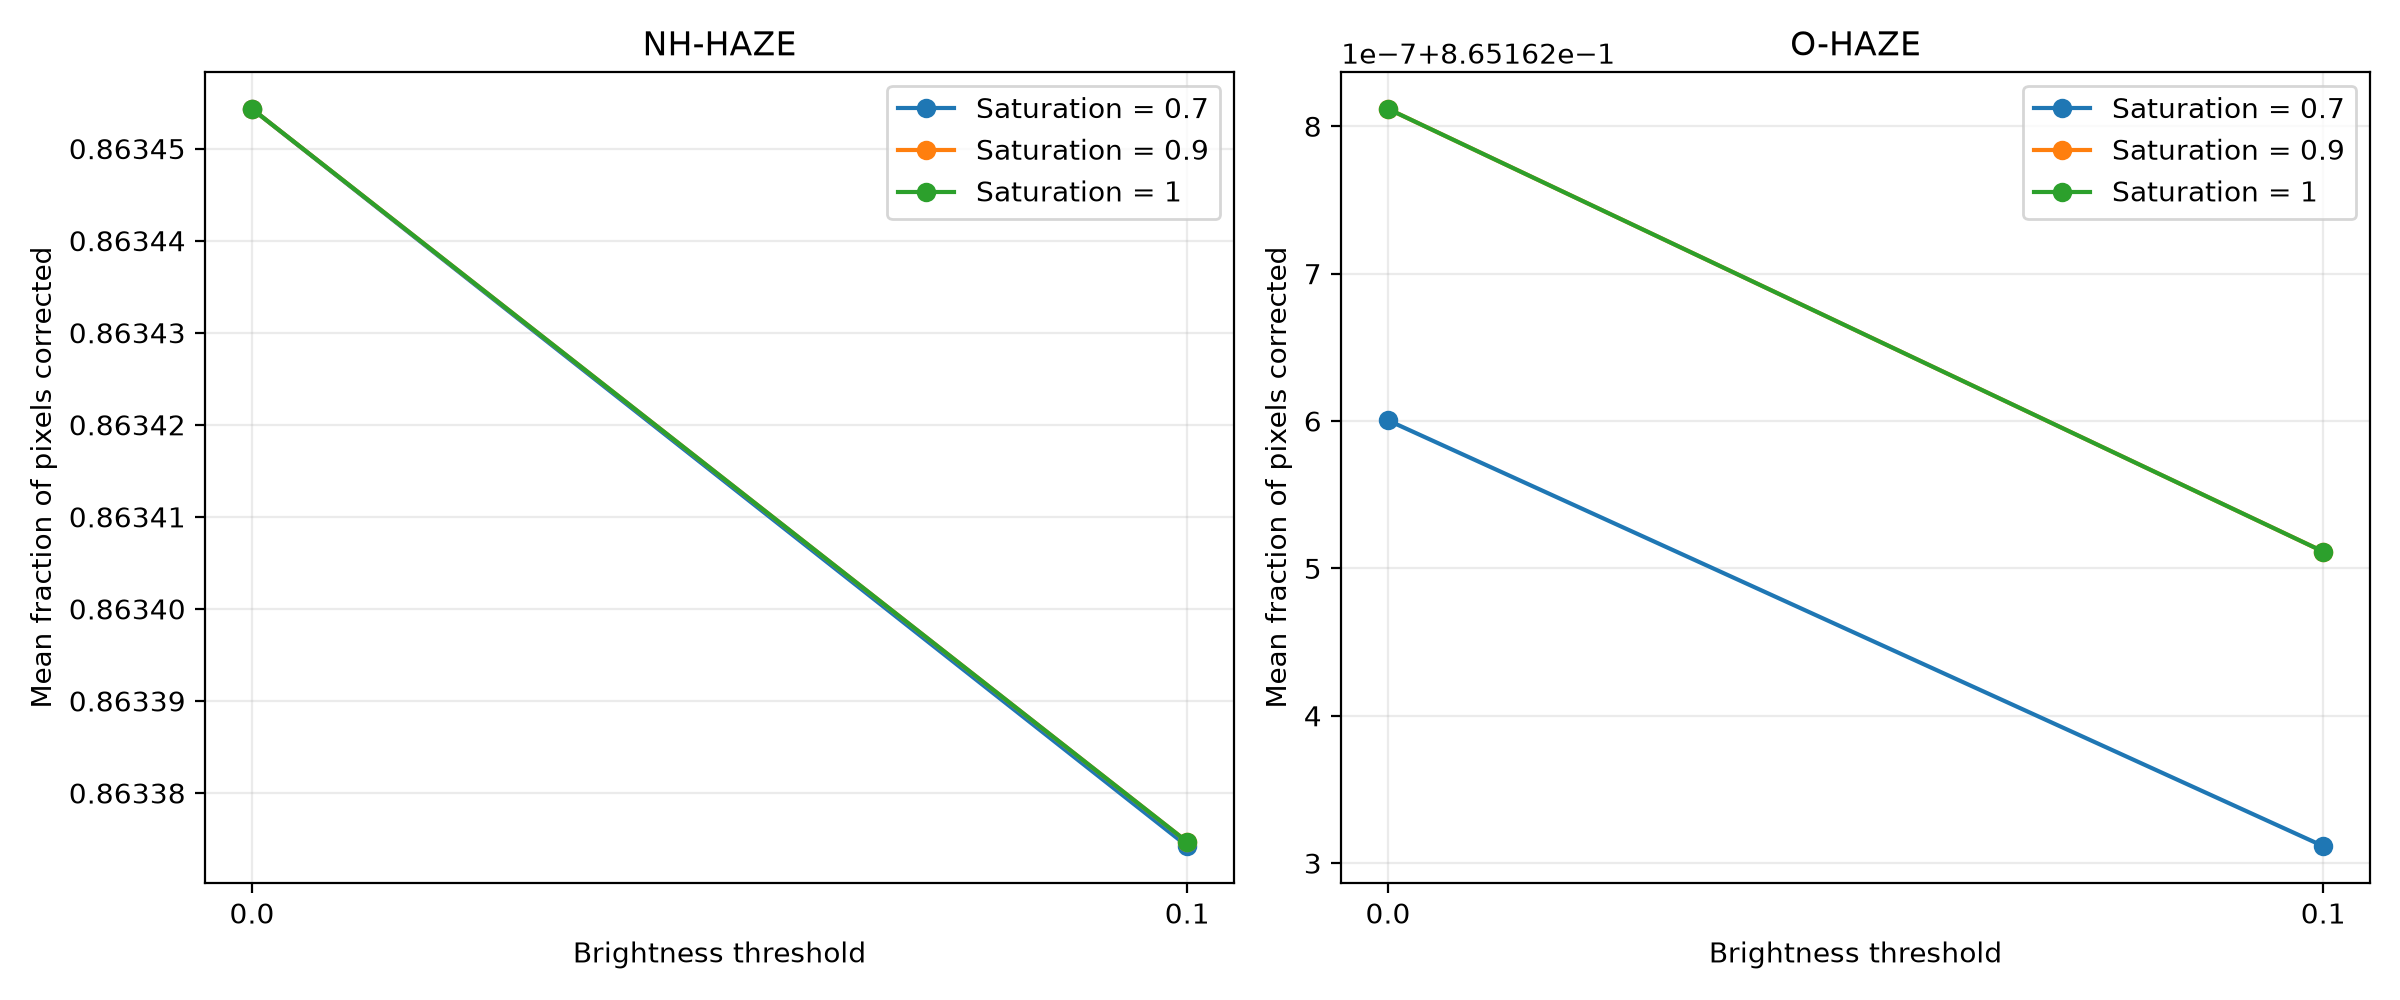 NH-HAZE
Mean fraction of pixels corrected
0.86345
0.86344
0.86343
0.86342
0.86341
0.86340
0.86339
0.86338
Saturation = 0.7
Saturation = 0.9
Saturation = 1
0.0
0.1
Brightness threshold
O-HAZE
1e−7+8.65162e−1
Mean fraction of pixels corrected
8
7
6
5
4
3
Saturation = 0.7
Saturation = 0.9
Saturation = 1
0.0
0.1
Brightness threshold